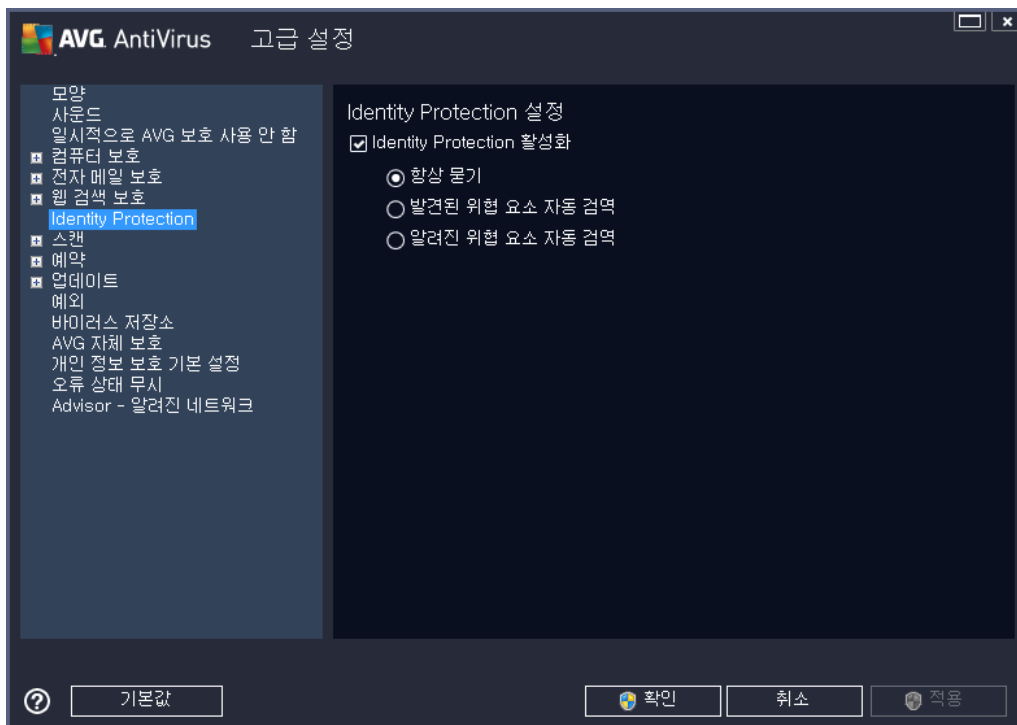 AVG. AntiVirus 고급 설정
모양
사운드
일시적으로 AVG 보호 사용 안 함
컴퓨터 보호
전자 메일 보호
웹 검색 보호
Identity Protection
스캔
예약
업데이트
예외
바이러스 저장소
AVG 자체 보호
개인 정보 보호 기본 설정
오류 상태 무시
Advisor - 알려진 네트워크
Identity Protection 설정
Identity Protection 활성화
항상 묻기
발견된 위협 요소 자동 검역
알려진 위협 요소 자동 검역
기본값
확인
취소
적용